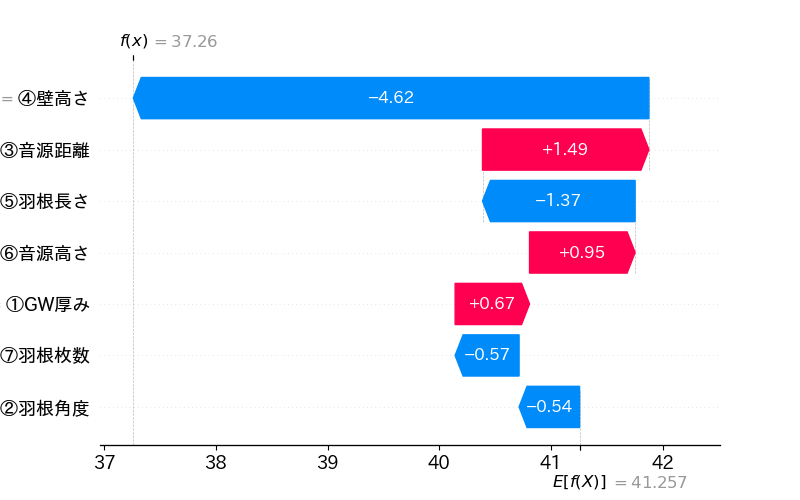 f(x) = 37.26
= ④壁高さ −4.62
③音源距離 +1.49
⑤羽根長さ −1.37
⑥音源高さ +0.95
①GW厚み +0.67
⑦羽根枚数 −0.57
②羽根角度 −0.54
37 38 39 40 41 42
E[f(X)] = 41.257